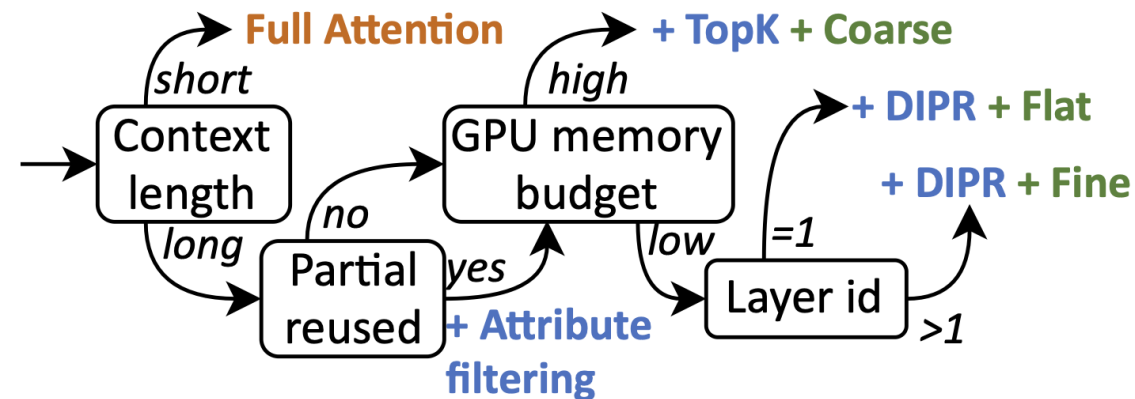 Full Attention
+ TopK + Coarse
short
high
Context
length
GPU memory
budget
+ DIPR + Flat
+ DIPR + Fine
no
long
low
=1
Partial
reused
yes
Layer id
+ Attribute
filtering
>1